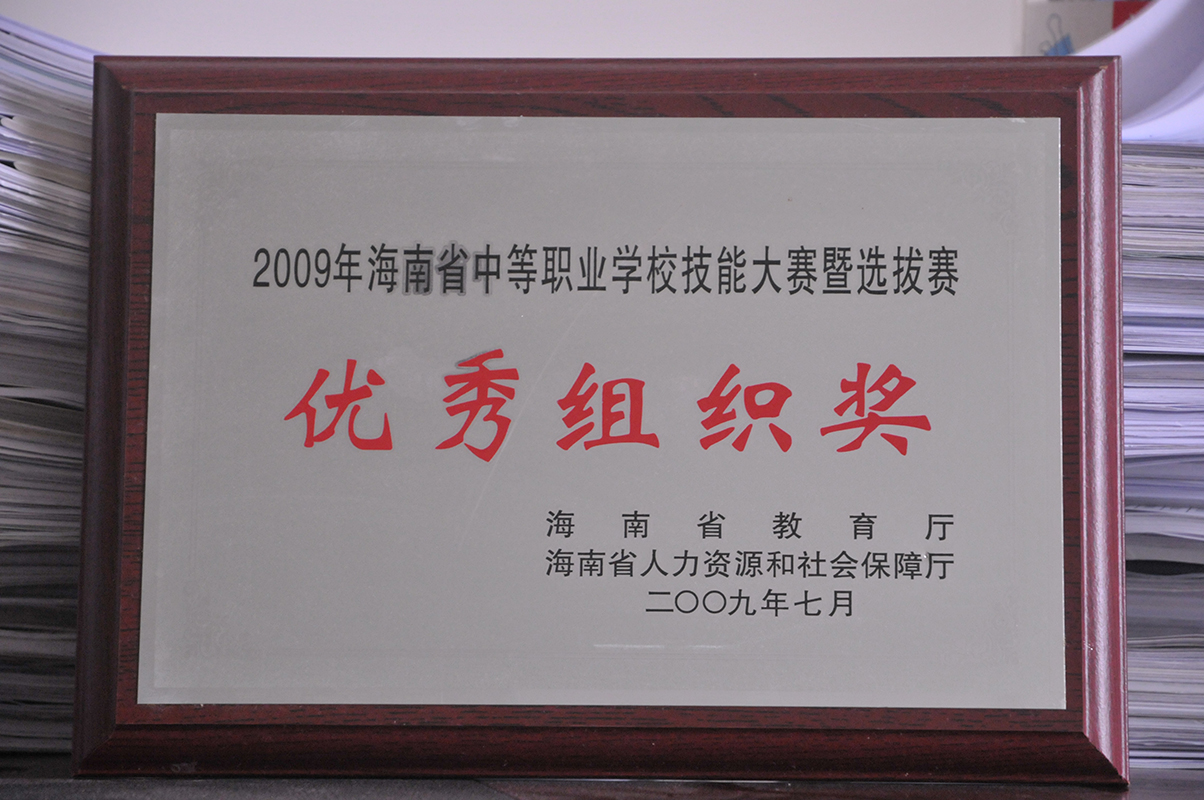 2009年海南省中等职业学校技能大赛暨选拔赛
优秀组织奖
海南省教育厅
海南省人力资源和社会保障厅
二〇〇九年七月